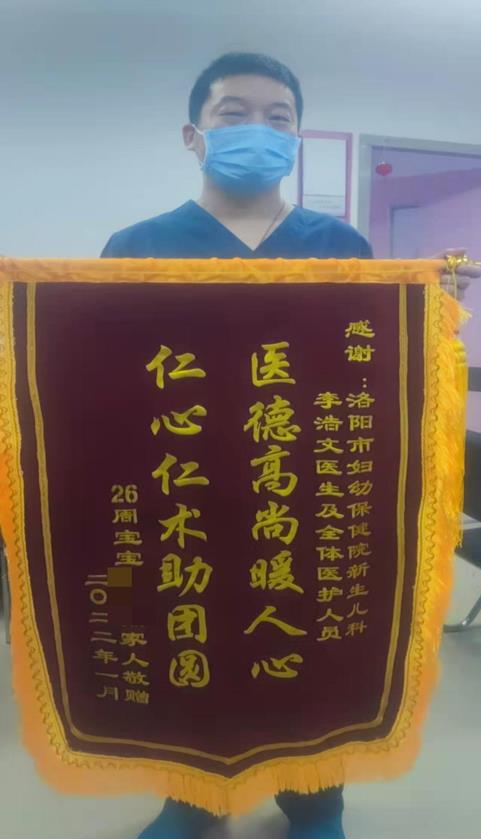 感谢：洛阳市妇幼保健院新生儿科
李浩文医生及全体医护人员
医德高尚暖人心
仁心仁术助团圆
26周宝宝 家人敬赠
二〇二二年一月